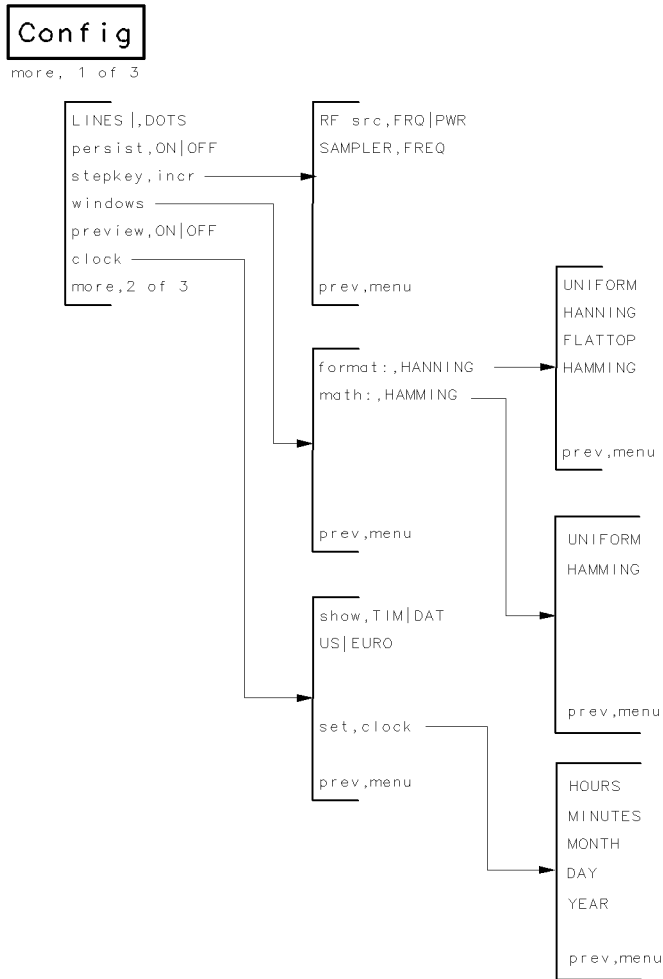 Config
more, 1 of 3
LINES |,DOTS
persist,ON|OFF
stepkey,incr
windows
preview,ON|OFF
clock
more,2 of 3
RF src,FRQ|PWR
SAMPLER,FREQ
prev,menu
format:,HANNING
math:,HAMMING
prev,menu
show,TIM|DAT
US|EURO
set,clock
prev,menu
UNIFORM
HANNING
FLATTOP
HAMMING
prev,menu
UNIFORM
HAMMING
prev,menu
HOURS
MINUTES
MONTH
DAY
YEAR
prev,menu